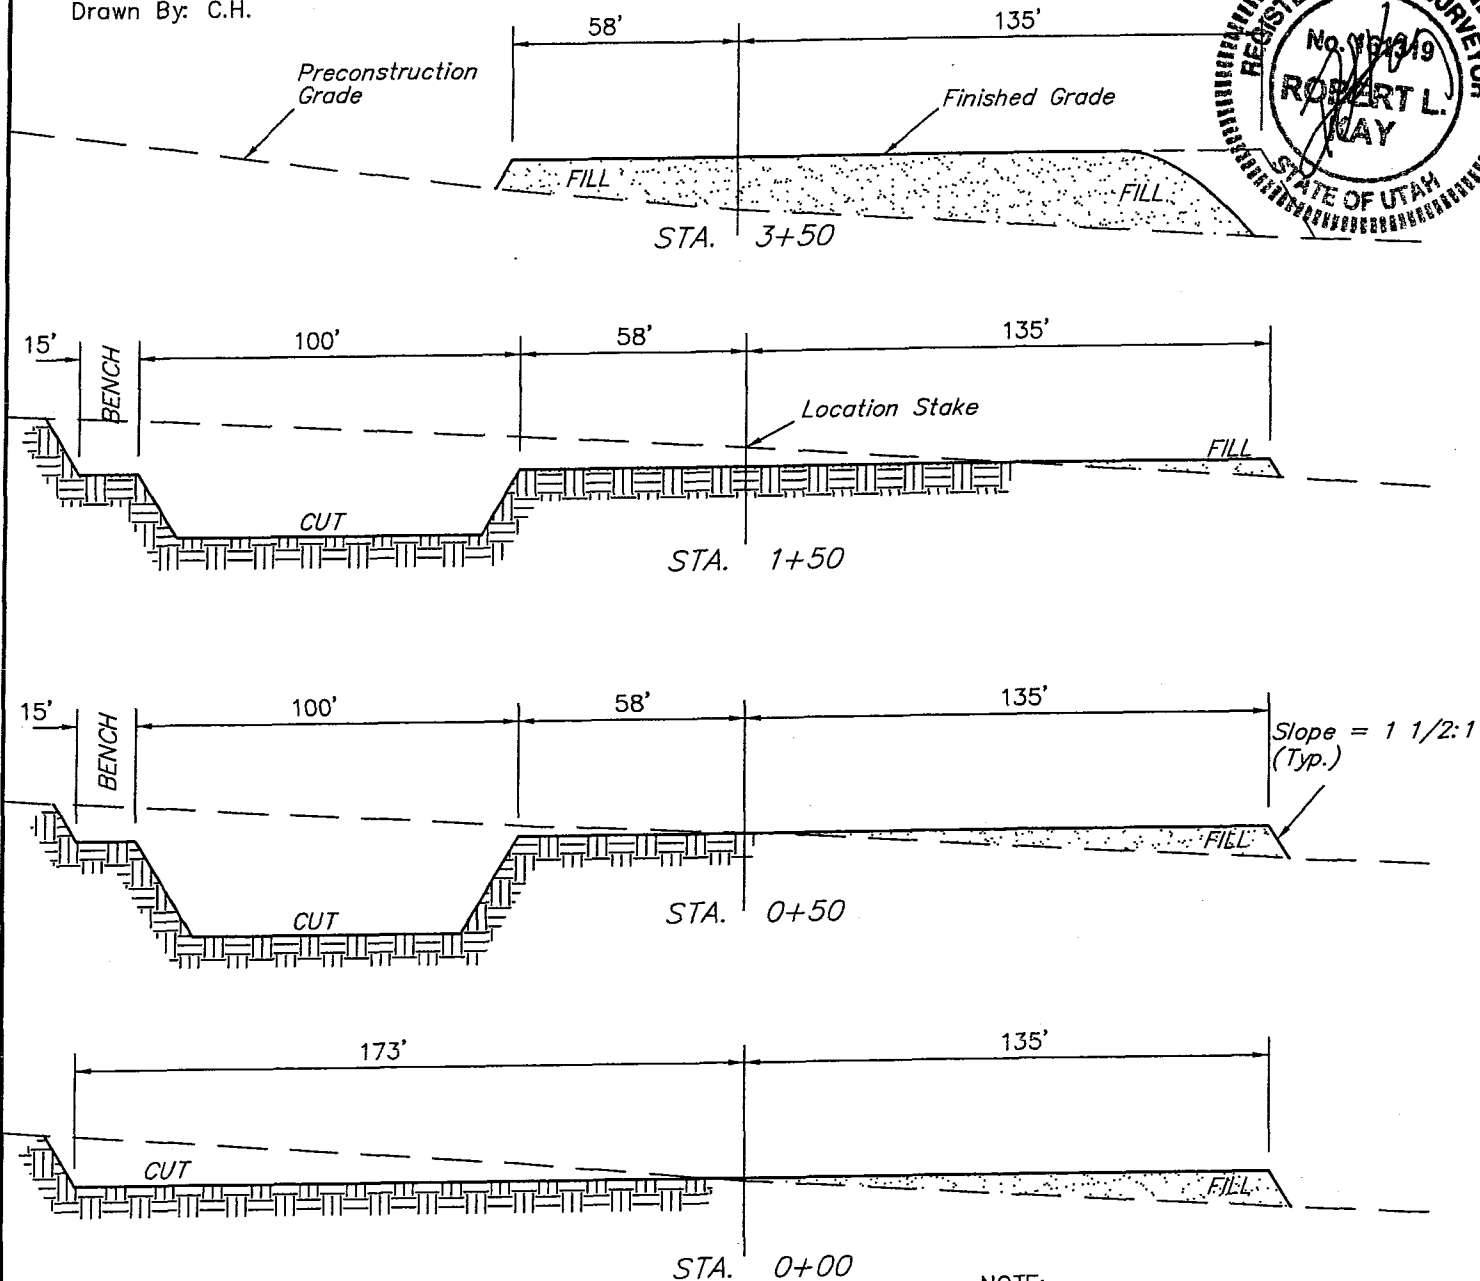 Drawn By: C.H.
58'
135'
Preconstruction
Grade
Finished Grade
FILL
FILL
STA. 3+50
No.
ROBERT L.
KAY
STATE OF UTAH
15'
BENCH
100'
58'
135'
Location Stake
FILL
CUT
STA. 1+50
15'
BENCH
100'
58'
135'
Slope = 1 1/2:1
(Typ.)
FILL
CUT
STA. 0+50
173'
135'
CUT
FILL
STA. 0+00
NOTE: